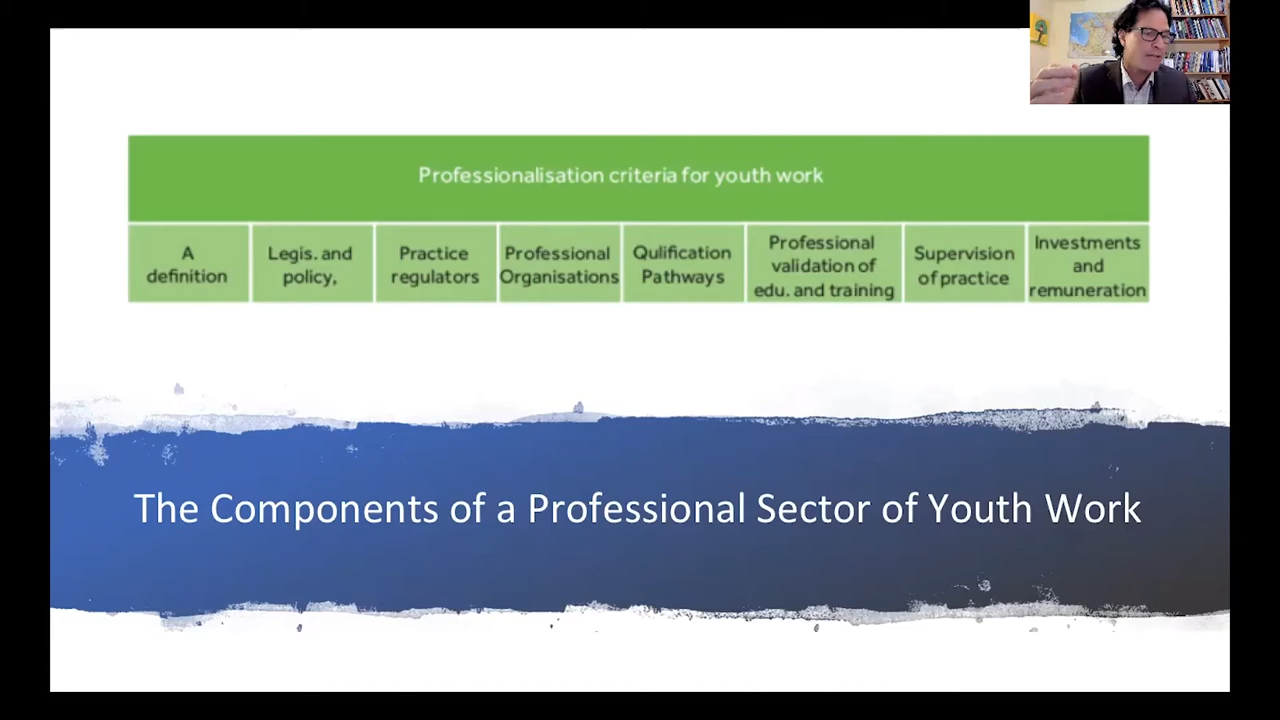 Professionalisation criteria for youth work
A
definition
Legis. and
policy,
Practice
regulators
Professional
Organisations
Qulification
Pathways
Professional
validation of
edu. and training
Supervision
of practice
Investments
and
remuneration
The Components of a Professional Sector of Youth Work